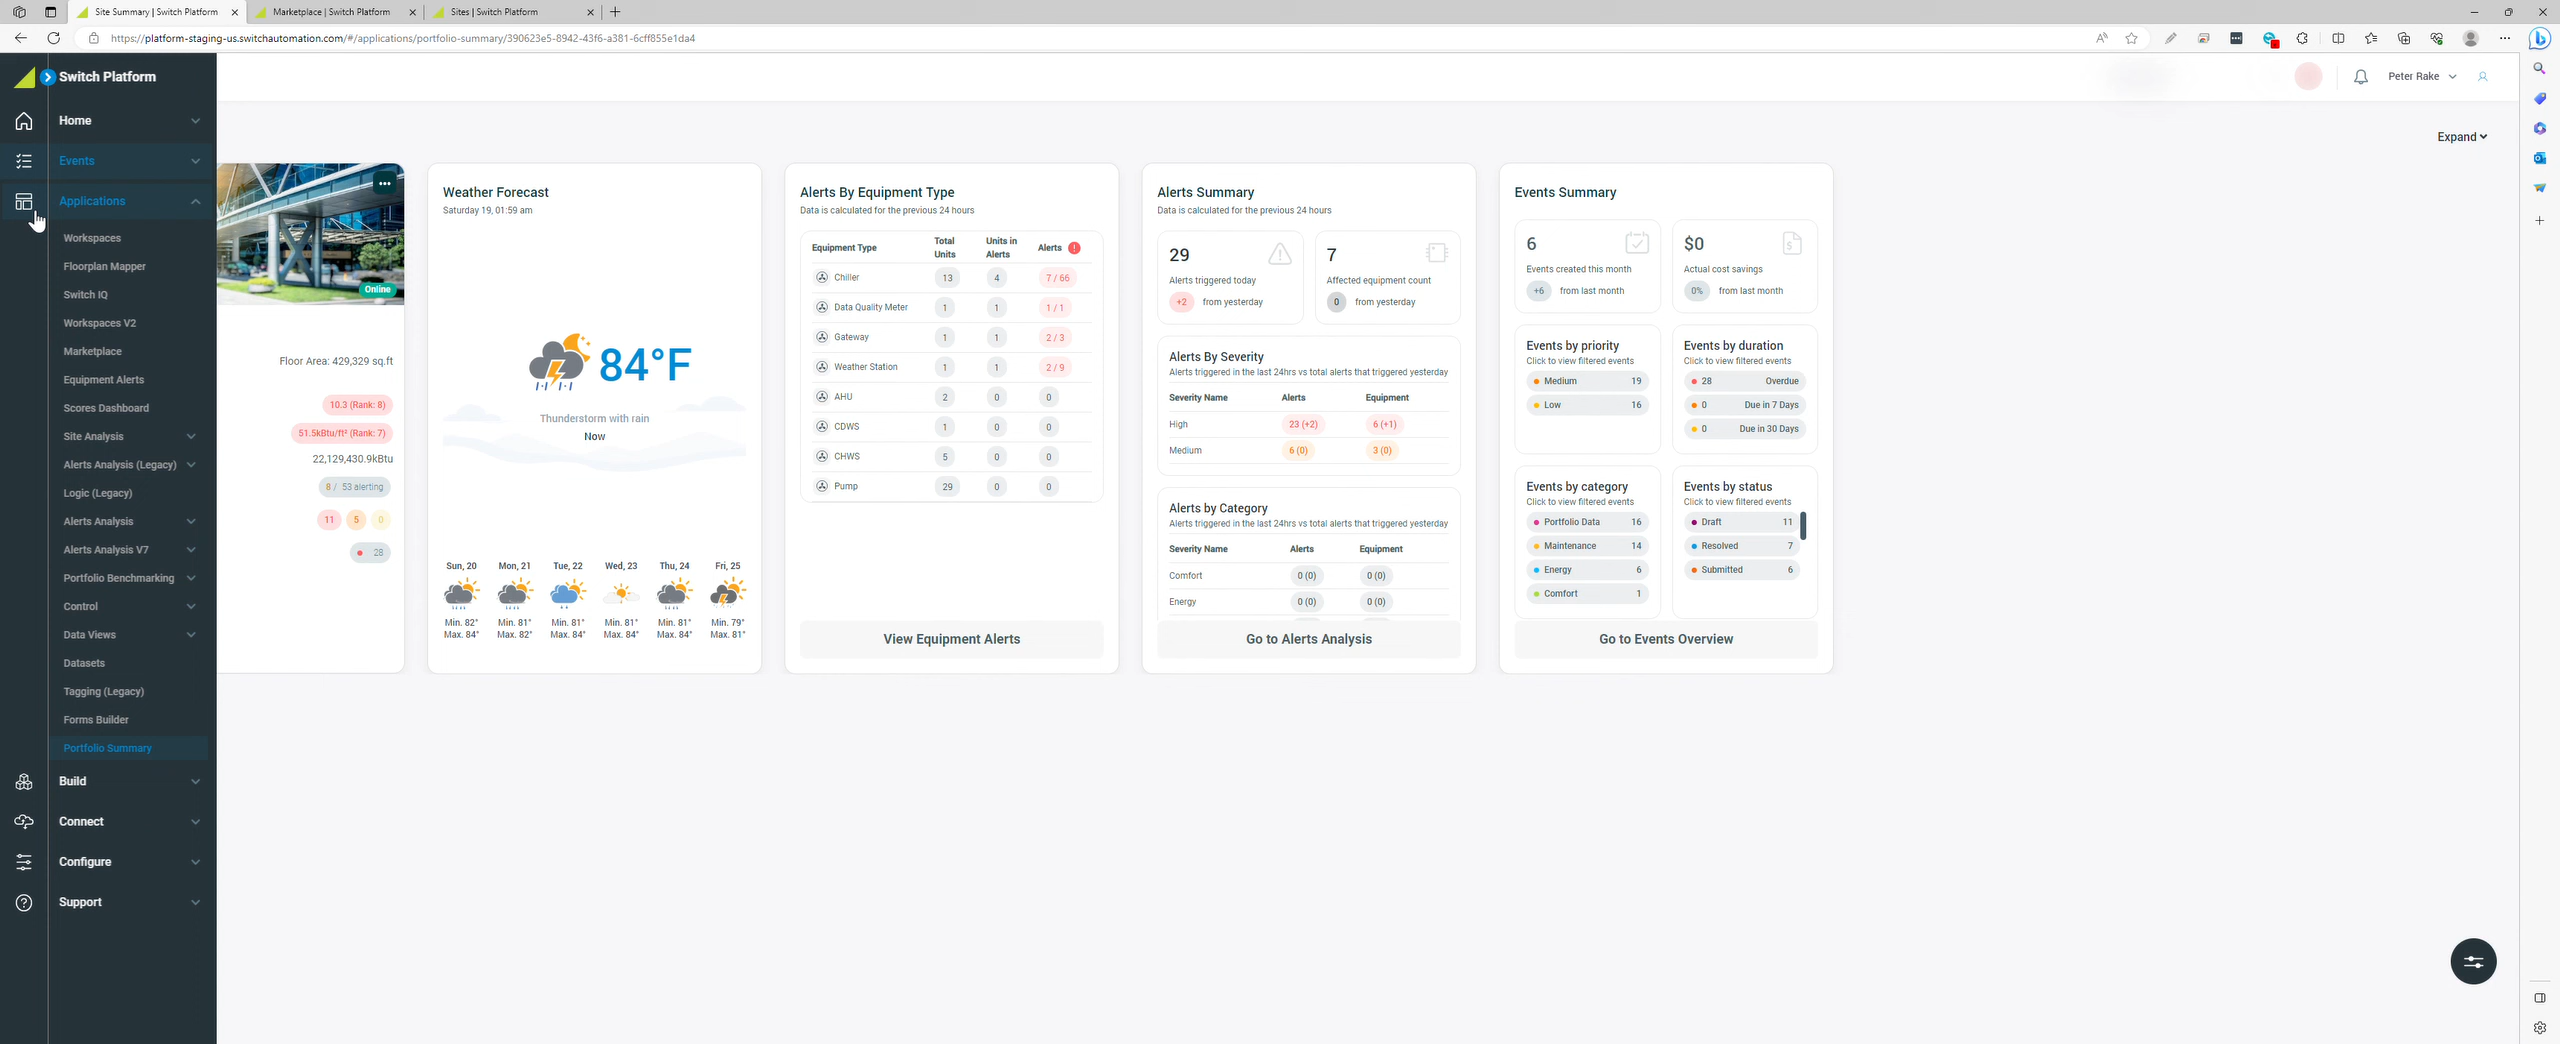 Site Summary | Switch Platform
Marketplace | Switch Platform
Sites | Switch Platform
https://platform-staging-us.switchautomation.com/#/applications/portfolio-summary/390623e5-8942-43f6-a381-6cff855e1da4
Switch Platform
Peter Rake
Home
Events
Applications
Workspaces
Floorplan Mapper
Switch IQ
Workspaces V2
Marketplace
Equipment Alerts
Scores Dashboard
Site Analysis
Alerts Analysis (Legacy)
Logic (Legacy)
Alerts Analysis
Alerts Analysis V7
Portfolio Benchmarking
Control
Data Views
Datasets
Tagging (Legacy)
Forms Builder
Portfolio Summary
Build
Connect
Configure
Support
Expand
Online
Floor Area: 429,329 sq.ft
10.3 (Rank: 8)
51.5kBtu/ft² (Rank: 7)
22,129,430.9kBtu
8 / 53 alerting
11 5 0
28
Weather Forecast
Saturday 19, 01:59 am
84°F
Thunderstorm with rain
Now
Sun, 20 Mon, 21 Tue, 22 Wed, 23 Thu, 24 Fri, 25
Min. 82° Min. 81° Min. 81° Min. 81° Min. 81° Min. 79°
Max. 84° Max. 82° Max. 84° Max. 84° Max. 84° Max. 81°
Alerts By Equipment Type
Data is calculated for the previous 24 hours
Equipment Type Total Units Units in Alerts Alerts
Chiller 13 4 7 / 66
Data Quality Meter 1 1 1 / 1
Gateway 1 1 2 / 3
Weather Station 1 1 2 / 9
AHU 2 0 0
CDWS 1 0 0
CHWS 5 0 0
Pump 29 0 0
View Equipment Alerts
Alerts Summary
Data is calculated for the previous 24 hours
29
Alerts triggered today
+2 from yesterday
7
Affected equipment count
0 from yesterday
Alerts By Severity
Alerts triggered in the last 24hrs vs total alerts that triggered yesterday
Severity Name Alerts Equipment
High 23 (+2) 6 (+1)
Medium 6 (0) 3 (0)
Alerts by Category
Alerts triggered in the last 24hrs vs total alerts that triggered yesterday
Severity Name Alerts Equipment
Comfort 0 (0) 0 (0)
Energy 0 (0) 0 (0)
Go to Alerts Analysis
Events Summary
6
Events created this month
+6 from last month
$0
Actual cost savings
0% from last month
Events by priority
Click to view filtered events
Medium 19
Low 16
Events by duration
Click to view filtered events
28 Overdue
0 Due in 7 Days
0 Due in 30 Days
Events by category
Click to view filtered events
Portfolio Data 16
Maintenance 14
Energy 6
Comfort 1
Events by status
Click to view filtered events
Draft 11
Resolved 7
Submitted 6
Go to Events Overview